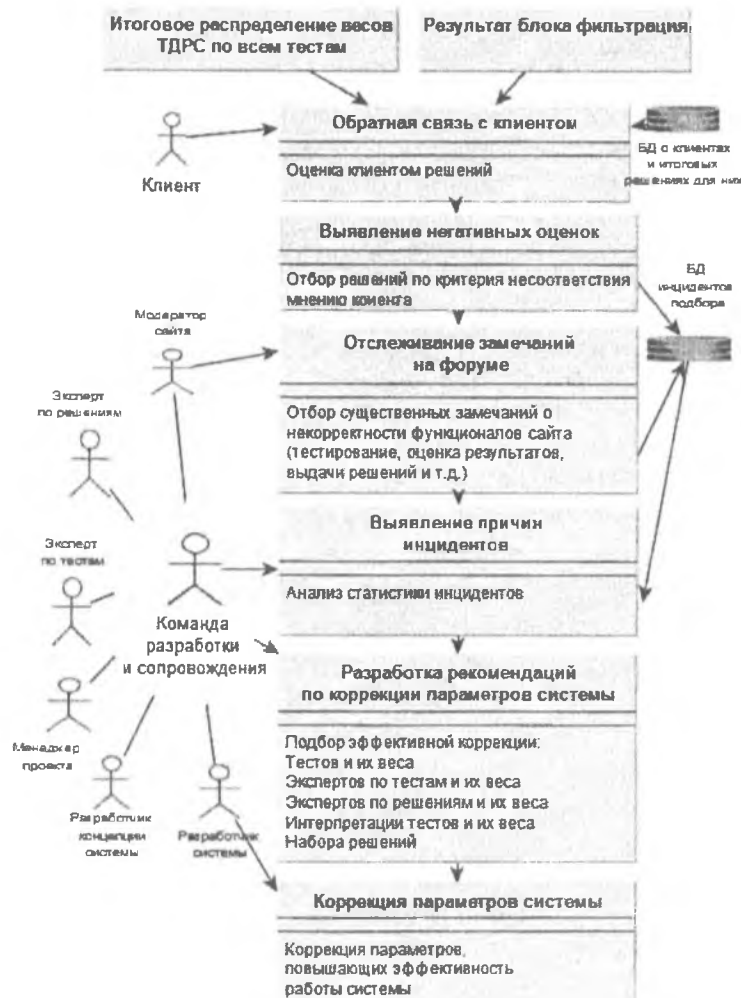 Итоговое распределение весов
ТДРС по всем тестам
Результат блока фильтрация
Обратная связь с клиентом
Оценка клиентом решений
Клиент
БД о клиентах
и итоговых
решениях для них
Выявление негативных оценок
Отбор решений по критерия несоответствия
мнению клиента
БД
инцидентов
подбора
Модератор
сайта
Отслеживание замечаний
на форуме
Отбор существенных замечаний о
некорректности функционалов сайта
(тестирование, оценка результатов,
выдачи решений и т.д.)
Эксперт
по решениям
Выявление причин
инцидентов
Анализ статистики инцидентов
Эксперт
по тестам
Команда
разработки
и сопровождения
Разработка рекомендаций
по коррекции параметров системы
Подбор эффективной коррекции:
Тестов и их веса
Экспертов по тестам и их веса
Экспертов по решениям и их веса
Интерпретации тестов и их веса
Набора решений
Менеджер
проекта
Разработчик
концепции
системы
Разработчик
системы
Коррекция параметров системы
Коррекция параметров,
повышающих эффективность
работы системы